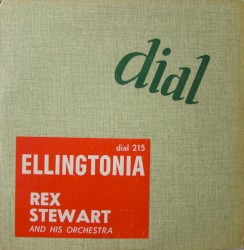 dial
dial 215
ELLINGTONIA
REX
STEWART
AND HIS ORCHESTRA